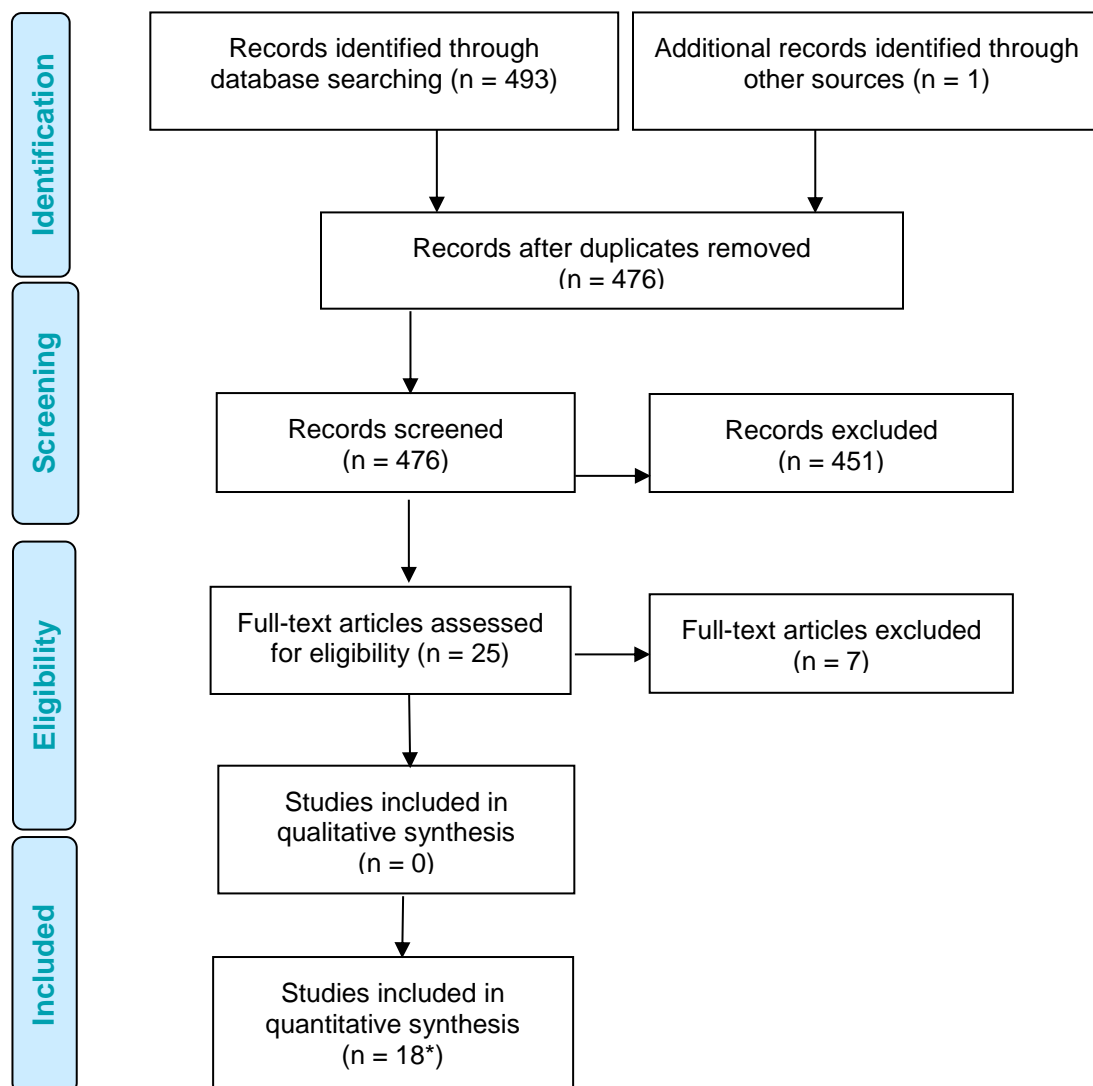 Identification
Records identified through
database searching (n = 493)
Additional records identified through
other sources (n = 1)
Records after duplicates removed
(n = 476)
Screening
Records screened
(n = 476)
Records excluded
(n = 451)
Eligibility
Full-text articles assessed
for eligibility (n = 25)
Full-text articles excluded
(n = 7)
Studies included in
qualitative synthesis
(n = 0)
Included
Studies included in
quantitative synthesis
(n = 18*)